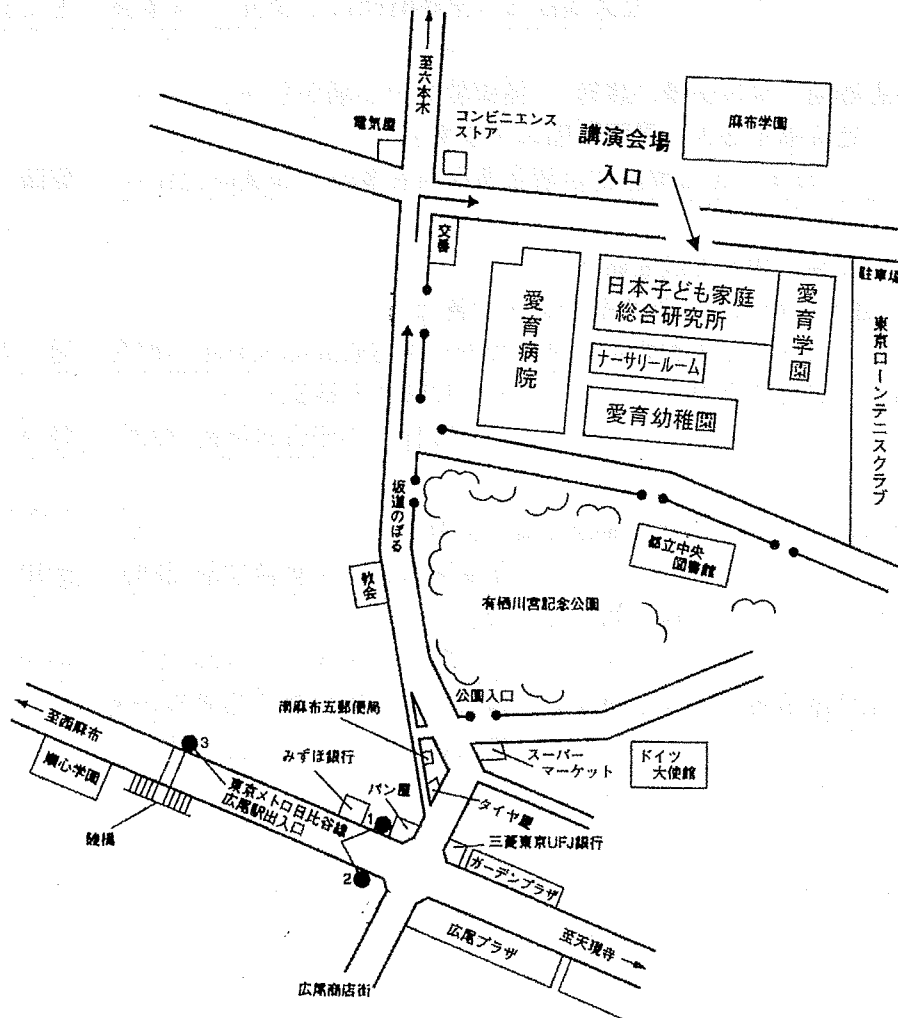 至六本木
電気屋
コンビニエンス
ストア
麻布学園
講演会場
入口
交番
愛育病院
日本子ども家庭
総合研究所
愛育学園
駐車場
東京ローンテニスクラブ
ナーサリールーム
愛育幼稚園
坂道のぼる
都立中央
図書館
教会
有栖川宮記念公園
公園入口
南麻布五郵便局
至西麻布
3
みずほ銀行
スーパー
マーケット
ドイツ
大使館
順心学園
東京メトロ日比谷線
広尾駅出入口
パン屋
1
タイヤ屋
三菱東京UFJ銀行
2
ガーデンプラザ
広尾プラザ
至天現寺
広尾商店街